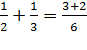 1/2 + 1/3 = 3+2/6